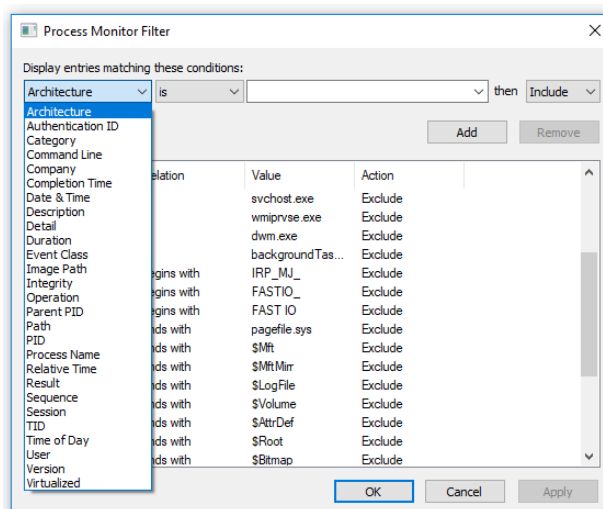 Process Monitor Filter
Display entries matching these conditions:
Architecture is then Include
Add Remove
Architecture
Authentication ID
Category
Command Line
Company
Completion Time
Date & Time
Description
Detail
Duration
Event Class
Image Path
Integrity
Operation
Parent PID
Path
PID
Process Name
Relative Time
Result
Sequence
Session
TID
Time of Day
User
Version
Virtualized
elation Value Action
svchost.exe Exclude
wmiprvse.exe Exclude
dwm.exe Exclude
backgroundTas... Exclude
egins with IRP_MJ_ Exclude
egins with FASTIO_ Exclude
egins with FAST IO Exclude
nds with pagefile.sys Exclude
nds with $Mft Exclude
nds with $MftMirr Exclude
nds with $LogFile Exclude
nds with $Volume Exclude
nds with $AttrDef Exclude
nds with $Root Exclude
nds with $Bitmap Exclude
OK Cancel Apply